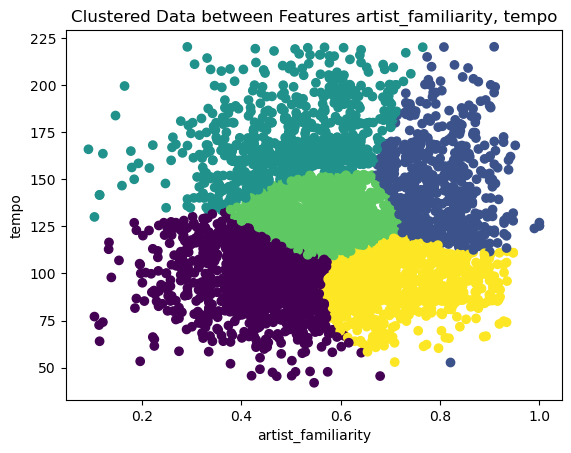 Clustered Data between Features artist_familiarity, tempo
225
200
175
150
125
100
75
50
tempo
0.2 0.4 0.6 0.8 1.0
artist_familiarity